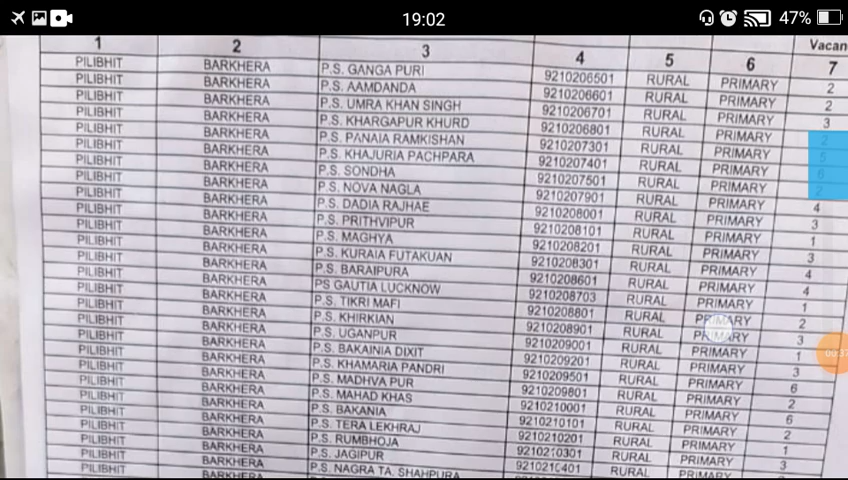 19:02 47%
Vacan
1 2 3 4 5 6 7
PILIBHIT BARKHERA P.S. GANGA PURI 9210206501 RURAL PRIMARY 2
PILIBHIT BARKHERA P.S. AAMDANDA 9210206601 RURAL PRIMARY 2
PILIBHIT BARKHERA P.S. UMRA KHAN SINGH 9210206701 RURAL PRIMARY 3
PILIBHIT BARKHERA P.S. KHARGAPUR KHURD 9210206801 RURAL PRIMARY 2
PILIBHIT BARKHERA P.S. PANAIA RAMKISHAN 9210207301 RURAL PRIMARY 5
PILIBHIT BARKHERA P.S. KHAJURIA PACHPARA 9210207401 RURAL PRIMARY 6
PILIBHIT BARKHERA P.S. SONDHA 9210207501 RURAL PRIMARY 2
PILIBHIT BARKHERA P.S. NOVA NAGLA 9210207901 RURAL PRIMARY 4
PILIBHIT BARKHERA P.S. DADIA RAJHAE 9210208001 RURAL PRIMARY 3
PILIBHIT BARKHERA P.S. PRITHVIPUR 9210208101 RURAL PRIMARY 1
PILIBHIT BARKHERA P.S. MAGHYA 9210208201 RURAL PRIMARY 3
PILIBHIT BARKHERA P.S. KURAIA FUTAKUAN 9210208301 RURAL PRIMARY 4
PILIBHIT BARKHERA P.S. BARAIPURA 9210208601 RURAL PRIMARY 4
PILIBHIT BARKHERA PS GAUTIA LUCKNOW 9210208703 RURAL PRIMARY 1
PILIBHIT BARKHERA P.S. TIKRI MAFI 9210208801 RURAL PRIMARY 2
PILIBHIT BARKHERA P.S. KHIRKIAN 9210208901 RURAL PRIMARY 3
PILIBHIT BARKHERA P.S. UGANPUR 9210209001 RURAL PRIMARY 1
PILIBHIT BARKHERA P.S. BAKAINIA DIXIT 9210209201 RURAL PRIMARY 3
PILIBHIT BARKHERA P.S. KHAMARIA PANDRI 9210209501 RURAL PRIMARY 6
PILIBHIT BARKHERA P.S. MADHVA PUR 9210209801 RURAL PRIMARY 2
PILIBHIT BARKHERA P.S. MAHAD KHAS 9210210001 RURAL PRIMARY 6
PILIBHIT BARKHERA P.S. BAKANIA 9210210101 RURAL PRIMARY 2
PILIBHIT BARKHERA P.S. TERA LEKHRAJ 9210210201 RURAL PRIMARY 1
PILIBHIT BARKHERA P.S. RUMBHOJA 9210210301 RURAL PRIMARY 3
PILIBHIT BARKHERA P.S. JAGIPUR 9210210401 RURAL PRIMARY
BARKHERA P.S. NAGRA TA. SHAHPURA